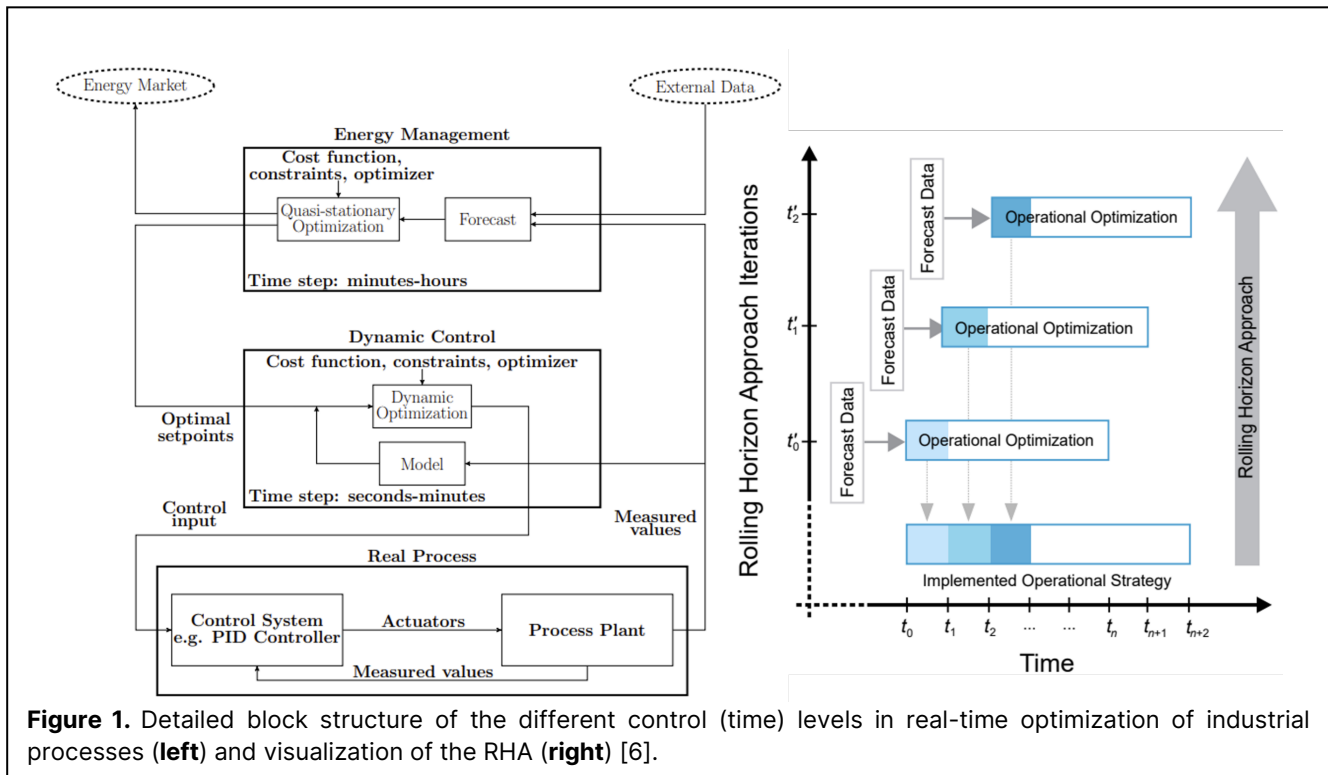 Energy Market
External Data
Energy Management
Cost function,
constraints, optimizer
Quasi-stationary
Optimization
Forecast
Time step: minutes-hours
Dynamic Control
Cost function, constraints, optimizer
Dynamic
Optimization
Optimal
setpoints
Model
Time step: seconds-minutes
Control
input
Measured
values
Real Process
Control System
e.g. PID Controller
Actuators
Process Plant
Measured values
Rolling Horizon Approach Iterations
t′2
t′1
t′0
Forecast Data
Operational Optimization
Forecast Data
Operational Optimization
Forecast Data
Operational Optimization
Rolling Horizon Approach
Implemented Operational Strategy
t0 t1 t2 ... ... tn tn+1 tn+2
Time
Figure 1. Detailed block structure of the different control (time) levels in real-time optimization of industrial
processes (left) and visualization of the RHA (right) [6].